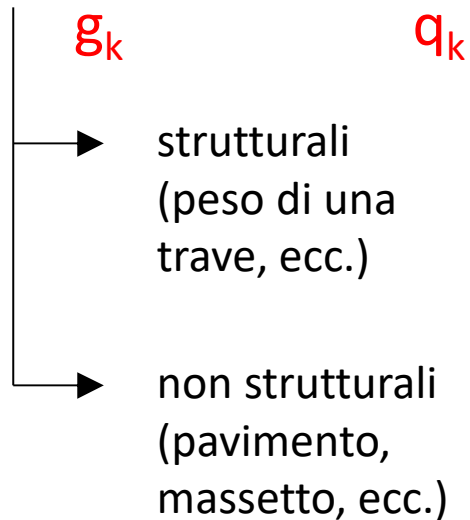 gk qk
strutturali
(peso di una
trave, ecc.)
non strutturali
(pavimento,
massetto, ecc.)